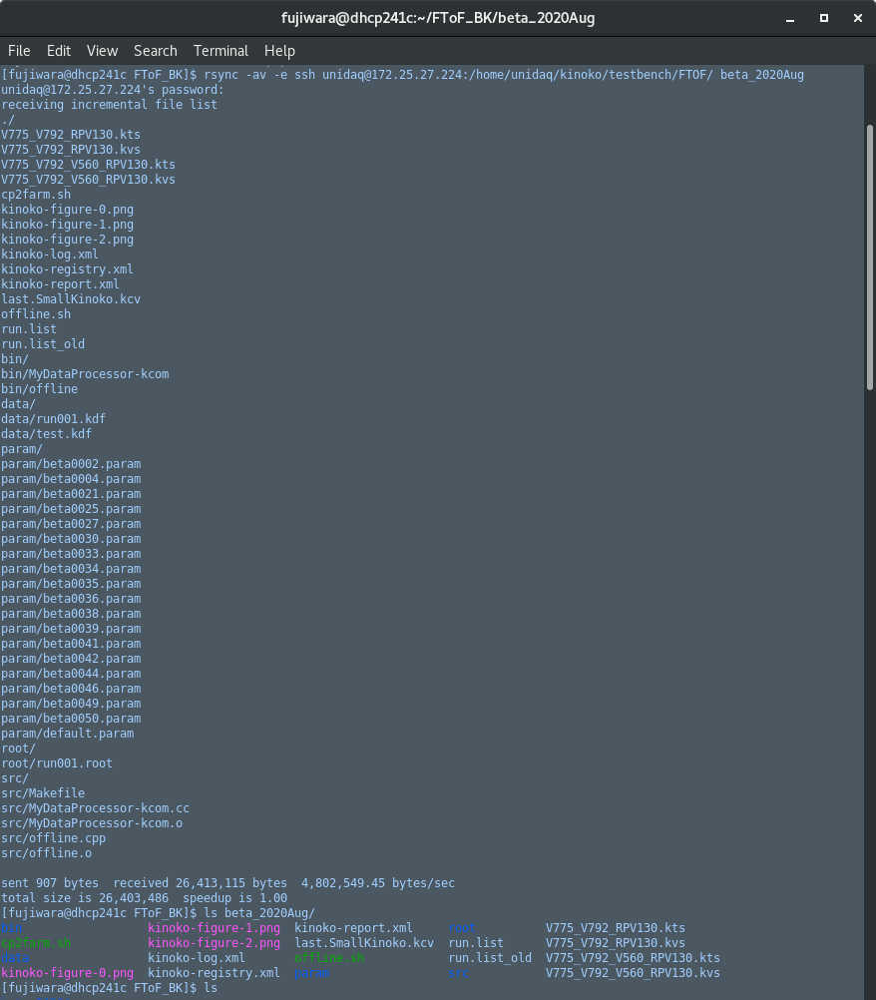 fujiwara@dhcp241c:~/FToF_BK/beta_2020Aug
File Edit View Search Terminal Help
[fujiwara@dhcp241c FToF_BK]$ rsync -av -e ssh unidaq@172.25.27.224:/home/unidaq/kinoko/testbench/FTOF/ beta_2020Aug
unidaq@172.25.27.224's password:
receiving incremental file list
./
V775_V792_RPV130.kts
V775_V792_RPV130.kvs
V775_V792_V560_RPV130.kts
V775_V792_V560_RPV130.kvs
cp2farm.sh
kinoko-figure-0.png
kinoko-figure-1.png
kinoko-figure-2.png
kinoko-log.xml
kinoko-registry.xml
kinoko-report.xml
last.SmallKinoko.kcv
offline.sh
run.list
run.list_old
bin/
bin/MyDataProcessor-kcom
bin/offline
data/
data/run001.kdf
data/test.kdf
param/
param/beta0002.param
param/beta0004.param
param/beta0021.param
param/beta0025.param
param/beta0027.param
param/beta0030.param
param/beta0033.param
param/beta0034.param
param/beta0035.param
param/beta0036.param
param/beta0038.param
param/beta0039.param
param/beta0041.param
param/beta0042.param
param/beta0044.param
param/beta0046.param
param/beta0049.param
param/beta0050.param
param/default.param
root/
root/run001.root
src/
src/Makefile
src/MyDataProcessor-kcom.cc
src/MyDataProcessor-kcom.o
src/offline.cpp
src/offline.o
sent 907 bytes  received 26,413,115 bytes  4,802,549.45 bytes/sec
total size is 26,403,486  speedup is 1.00
[fujiwara@dhcp241c FToF_BK]$ ls beta_2020Aug/
bin kinoko-figure-1.png kinoko-report.xml root V775_V792_RPV130.kts
cp2farm.sh kinoko-figure-2.png last.SmallKinoko.kcv run.list V775_V792_RPV130.kvs
data kinoko-log.xml offline.sh run.list_old V775_V792_V560_RPV130.kts
kinoko-figure-0.png kinoko-registry.xml param src V775_V792_V560_RPV130.kvs
[fujiwara@dhcp241c FToF_BK]$ ls